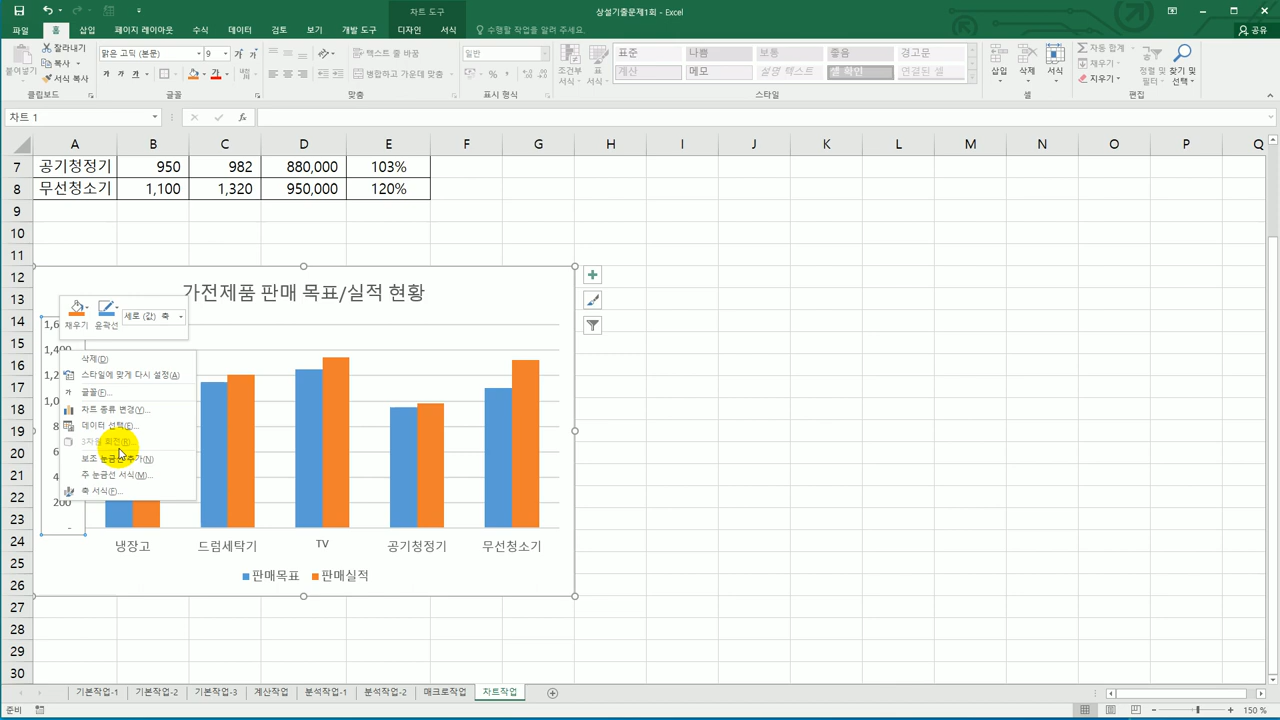 차트 도구
상설기출문제1회 - Excel
파일 홈 삽입 페이지 레이아웃 수식 데이터 검토 보기 개발 도구 디자인 서식 수행할 작업을 알려 주세요. 공유
붙여넣기 잘라내기 복사 서식
맑은 고딕 (본문) 9
가 가 가
텍스트 줄 바꿈
병합하고 가운데 맞춤
일반
조건부 서식 표 서식
표준 나쁨 보통 좋음 경고문
계산 메모 설명 텍스트 셀 확인 연결된 셀
삽입 삭제 서식
자동 합계 채우기 지우기
정렬 및 필터 찾기 및 선택
클립보드 글꼴 맞춤 표시 형식 스타일 셀 편집
차트 1 fx
A B C D E F G H I J K L M N O P Q
7 공기청정기 950 982 880,000 103%
8 무선청소기 1,100 1,320 950,000 120%
9
10
11
12
13
14
15
16
17
18
19
20
21
22
23
24
25
26
27
28
29
30
가전제품 판매 목표/실적 현황
채우기 윤곽선 세로 (값) 축
1,400
200
-
삭제(D)
스타일에 맞게 다시 설정(A)
글꼴(F)...
차트 종류 변경(Y)...
데이터 선택(E)...
3차원 회전(R)...
보조 눈금선 추가(N)
주 눈금선 서식(M)...
축 서식(F)...
냉장고 드럼세탁기 TV 공기청정기 무선청소기
판매목표 판매실적
기본작업-1 기본작업-2 기본작업-3 계산작업 분석작업-1 분석작업-2 매크로작업 차트작업
준비 150 %